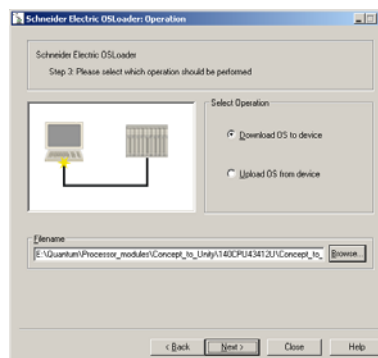 Schneider Electric OSLoader: Operation
Schneider Electric OSLoader
Step 3: Please select which operation should be performed
Select Operation
Download OS to device
Upload OS from device
Filename
E:\Quantum\Processor_modules\Concept_to_Unity\140CPU43412U\Concept_to_
Browse...
< Back
Next >
Close
Help